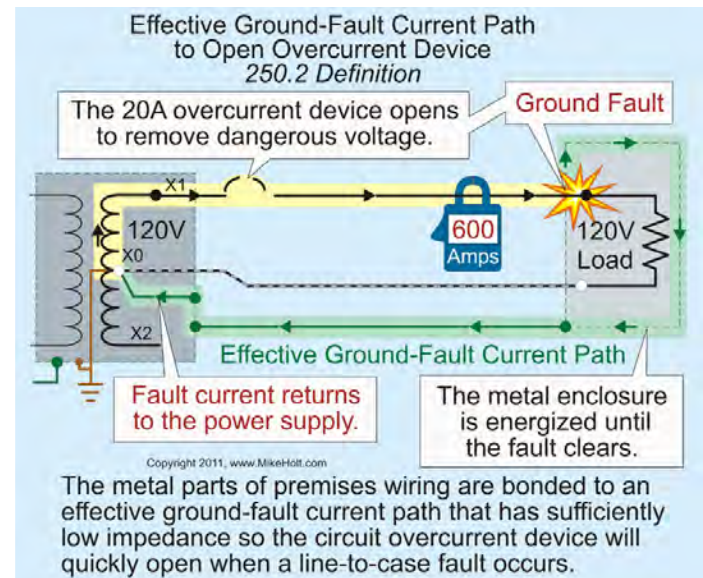 Effective Ground-Fault Current Path
to Open Overcurrent Device
250.2 Definition
The 20A overcurrent device opens
to remove dangerous voltage.
Ground Fault
X1
120V
X0
X2
600
Amps
120V
Load
Effective Ground-Fault Current Path
Fault current returns
to the power supply.
The metal enclosure
is energized until
the fault clears.
Copyright 2011, www.MikeHolt.com
The metal parts of premises wiring are bonded to an
effective ground-fault current path that has sufficiently
low impedance so the circuit overcurrent device will
quickly open when a line-to-case fault occurs.